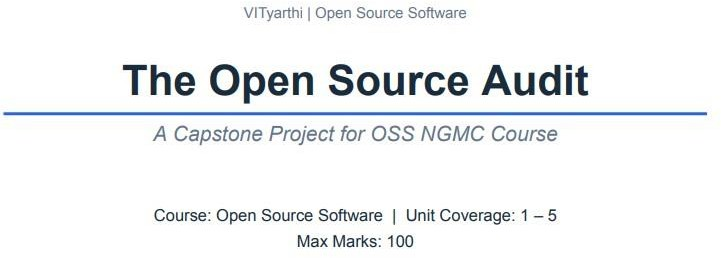 VITyarthi | Open Source Software
The Open Source Audit
A Capstone Project for OSS NGMC Course
Course: Open Source Software | Unit Coverage: 1 – 5
Max Marks: 100